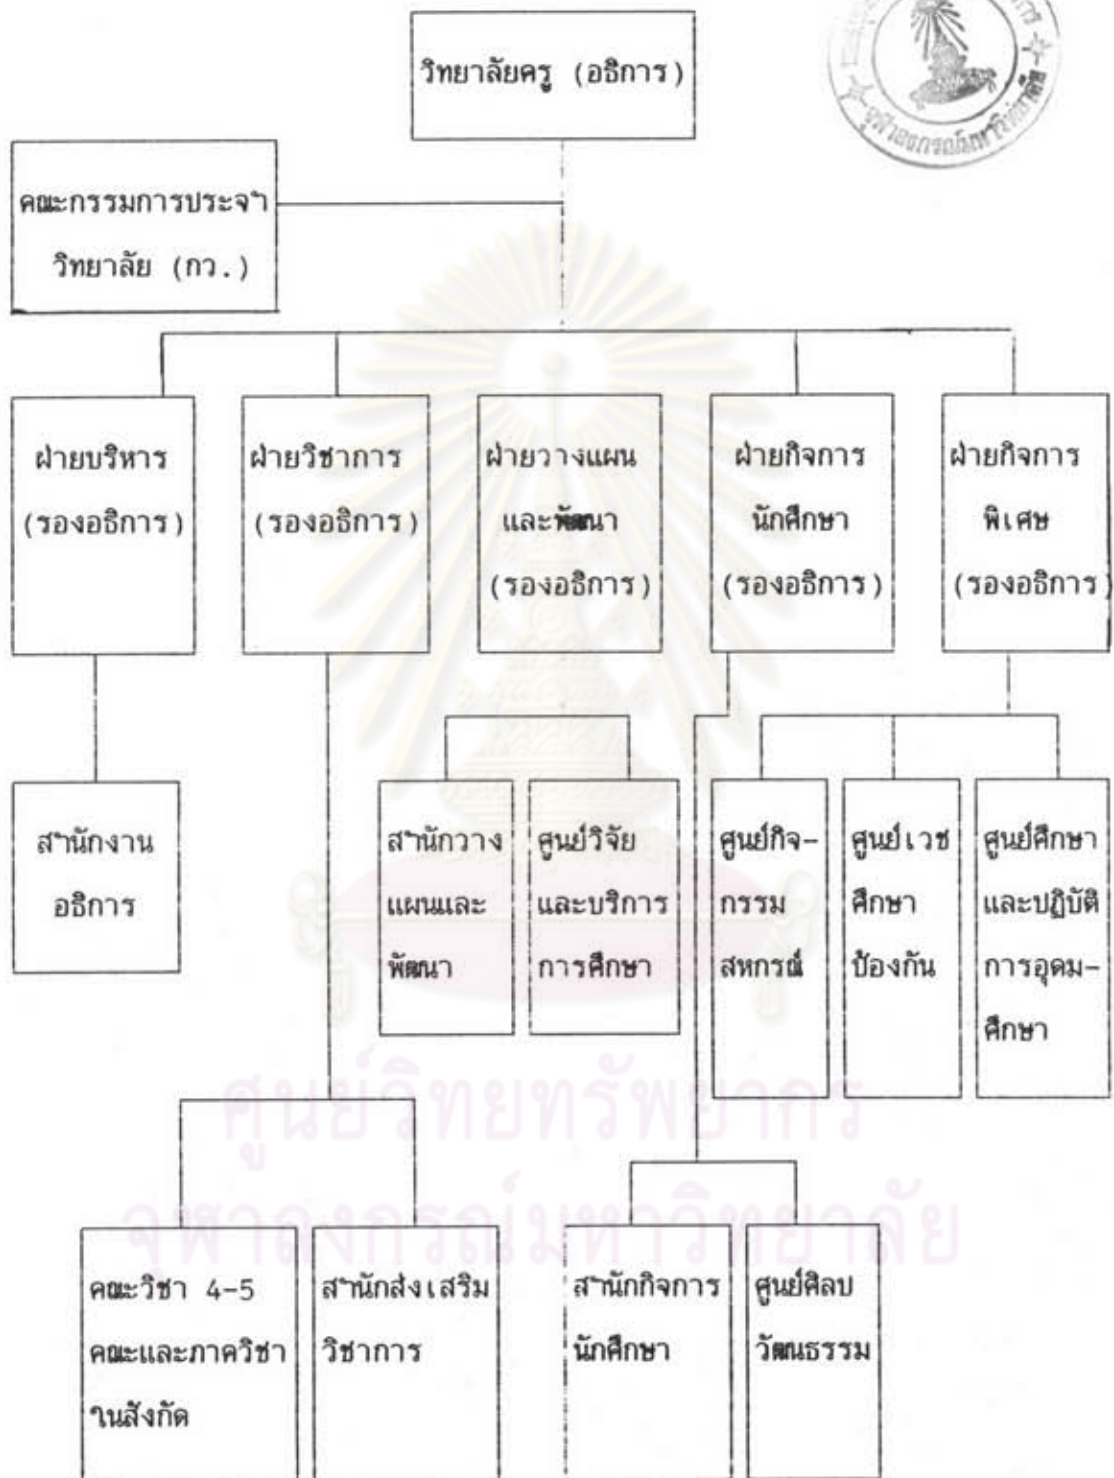 วิทยาลัยครู (อธิการ)
จุฬาลงกรณ์มหาวิทยาลัย
คณะกรรมการประจำ
วิทยาลัย (กว.)
ฝ่ายบริหาร
(รองอธิการ)
ฝ่ายวิชาการ
(รองอธิการ)
ฝ่ายวางแผน
และพัฒนา
(รองอธิการ)
ฝ่ายกิจการ
นักศึกษา
(รองอธิการ)
ฝ่ายกิจการ
พิเศษ
(รองอธิการ)
สำนักงาน
อธิการ
สำนักวาง
แผนและ
พัฒนา
ศูนย์วิจัย
และบริการ
การศึกษา
ศูนย์กิจ-
กรรม
สหกรณ์
ศูนย์เวช
ศึกษา
ป้องกัน
ศูนย์ศึกษา
และปฏิบัติ
การอุดม-
ศึกษา
ศูนย์วิทยทรัพยากร
จุฬาลงกรณ์มหาวิทยาลัย
คณะวิชา 4-5
คณะและภาควิชา
ในสังกัด
สำนักส่งเสริม
วิชาการ
สำนักกิจการ
นักศึกษา
ศูนย์ศิลป
วัฒนธรรม